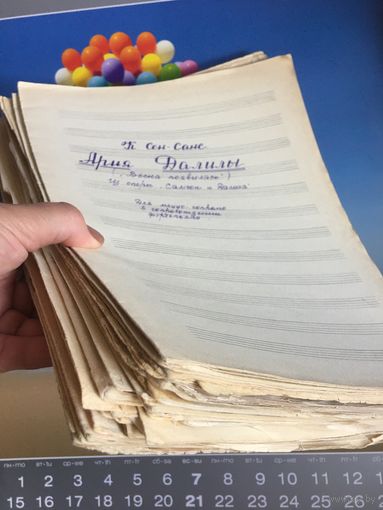 К Сен-Санс
Ария Далилы
(„Весна появилась")
из оперы „Самсон и Далила"
Для меццо сопрано
в сопровождении
фортепиано
пн-mo вт-tu ср-we чт-th пт-fr сб-sa вс-su пн-mo вт-tu ср-we чт-th пт-fr
1 2 3 4 5 6 7 8 9 10 11 12
15 16 17 18 19 20 21 22 23 24 25 26